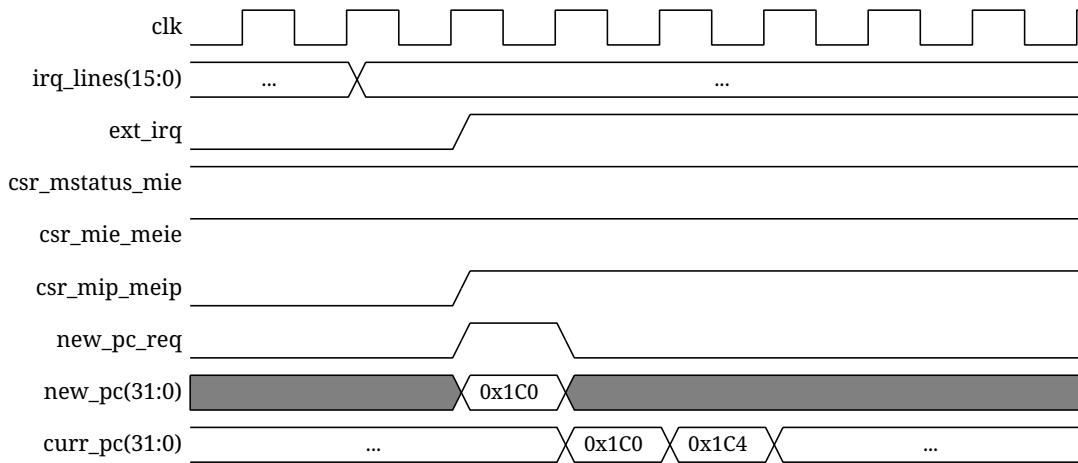 clk
irq_lines(15:0) ... ...
ext_irq
csr_mstatus_mie
csr_mie_meie
csr_mip_meip
new_pc_req
new_pc(31:0) 0x1C0
curr_pc(31:0) ... 0x1C0 0x1C4 ...